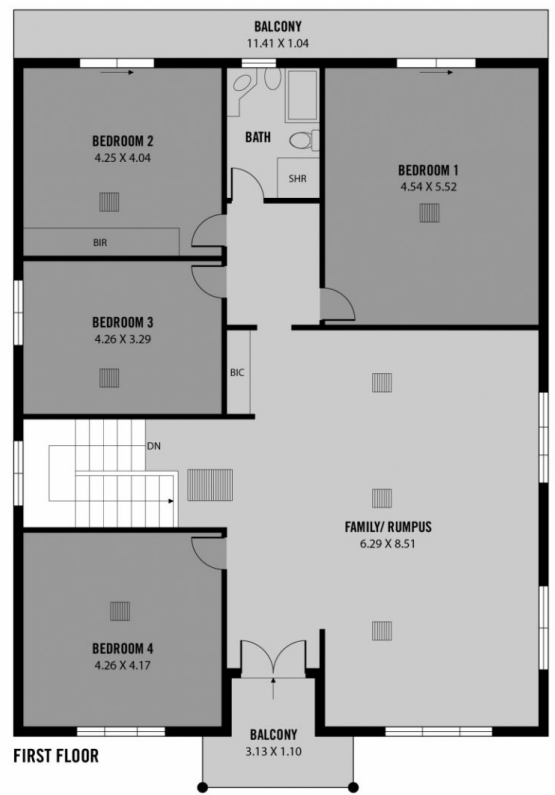 BALCONY
11.41 X 1.04
BEDROOM 2
4.25 X 4.04
BATH
SHR
BEDROOM 1
4.54 X 5.52
BIR
BEDROOM 3
4.26 X 3.29
BIC
DN
FAMILY/ RUMPUS
6.29 X 8.51
BEDROOM 4
4.26 X 4.17
BALCONY
3.13 X 1.10
FIRST FLOOR